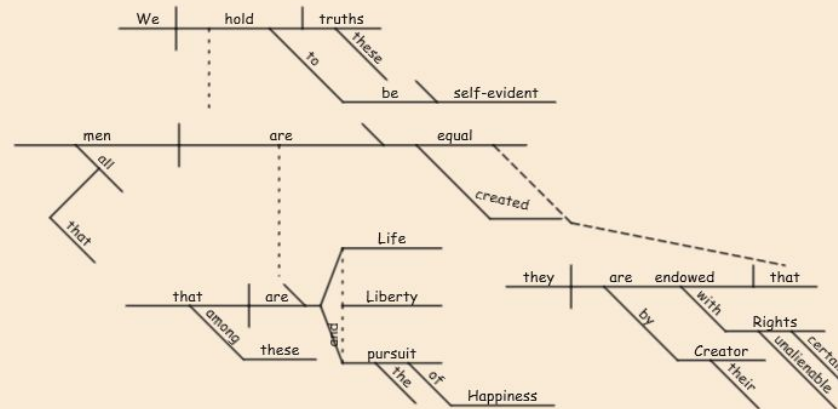 We hold truths
these
to
be self-evident
men are equal
all
that
created
Life
that are Liberty
among
these
and
pursuit
the
of
Happiness
they are endowed that
with
by
Rights
certain
unalienable
Creator
their